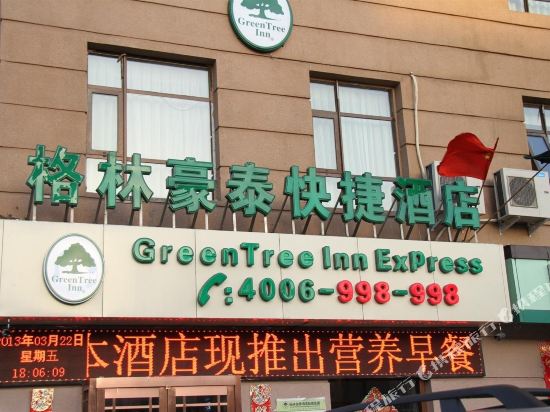 GreenTree
Inn
格林豪泰快捷酒店
GreenTree Inn ExPress
GreenTree
Inn
:4006-998-998
2013年03月22日
星期五
18:06:09
本酒店现推出营养早餐